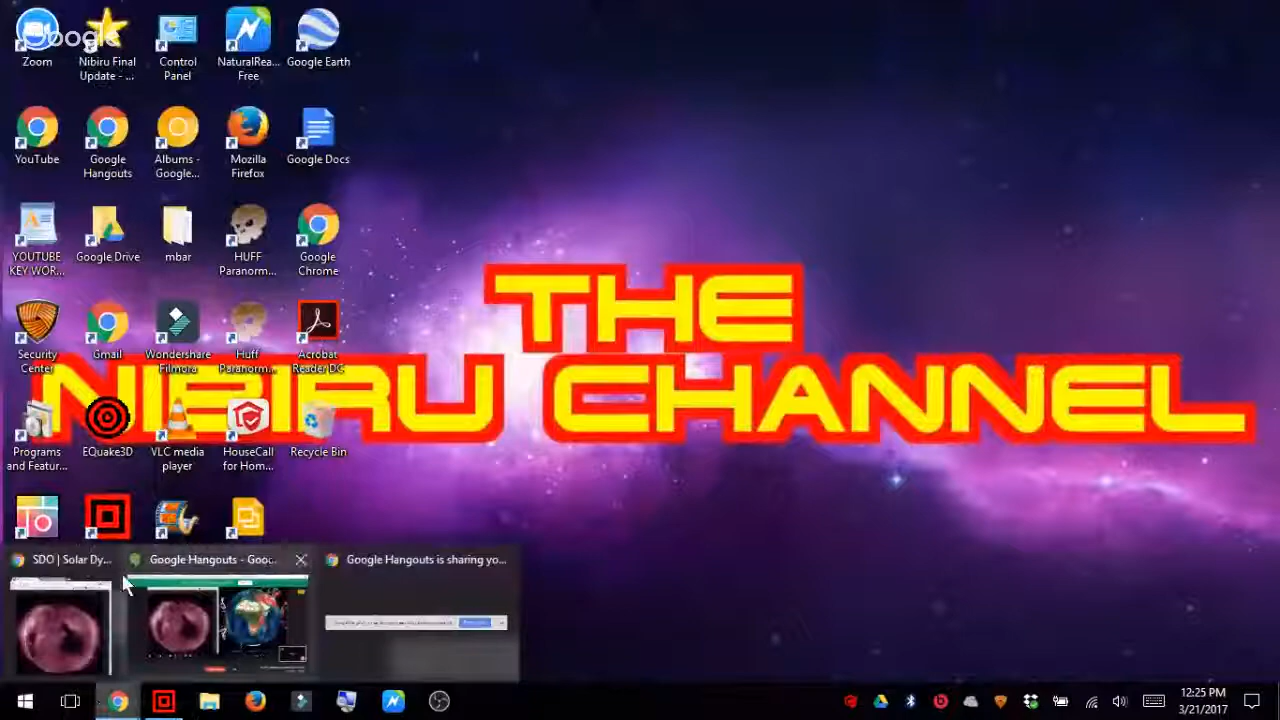 Google
Zoom
Nibiru Final
Update - ...
Control
Panel
NaturalRea...
Free
Google Earth
YouTube
Google
Hangouts
Albums -
Google...
Mozilla
Firefox
Google Docs
YOUTUBE
KEY WOR...
Google Drive
mbar
HUFF
Paranorm...
Google
Chrome
Security
Center
Gmail
Wondershare
Filmora
Huff
Paranorm...
Acrobat
Reader DC
THE
NIBIRU CHANNEL
Programs
and Featur...
EQuake3D
VLC media
player
HouseCall
for Hom...
Recycle Bin
SDO | Solar Dy...
Google Hangouts - Goo...
Google Hangouts is sharing yo...
12:25 PM
3/21/2017